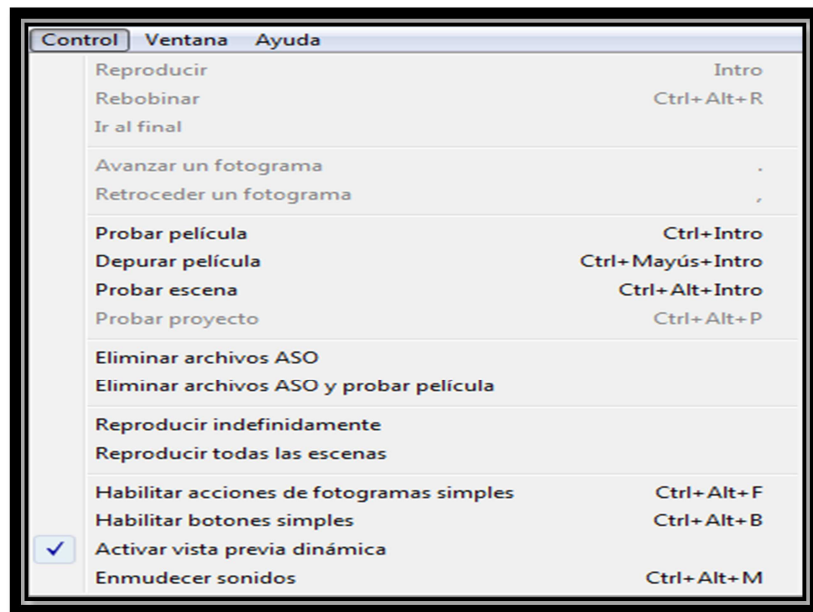 Control Ventana Ayuda
Reproducir Intro
Rebobinar Ctrl+Alt+R
Ir al final
Avanzar un fotograma .
Retroceder un fotograma ,
Probar película Ctrl+Intro
Depurar película Ctrl+Mayús+Intro
Probar escena Ctrl+Alt+Intro
Probar proyecto Ctrl+Alt+P
Eliminar archivos ASO
Eliminar archivos ASO y probar película
Reproducir indefinidamente
Reproducir todas las escenas
Habilitar acciones de fotogramas simples Ctrl+Alt+F
Habilitar botones simples Ctrl+Alt+B
Activar vista previa dinámica
Enmudecer sonidos Ctrl+Alt+M